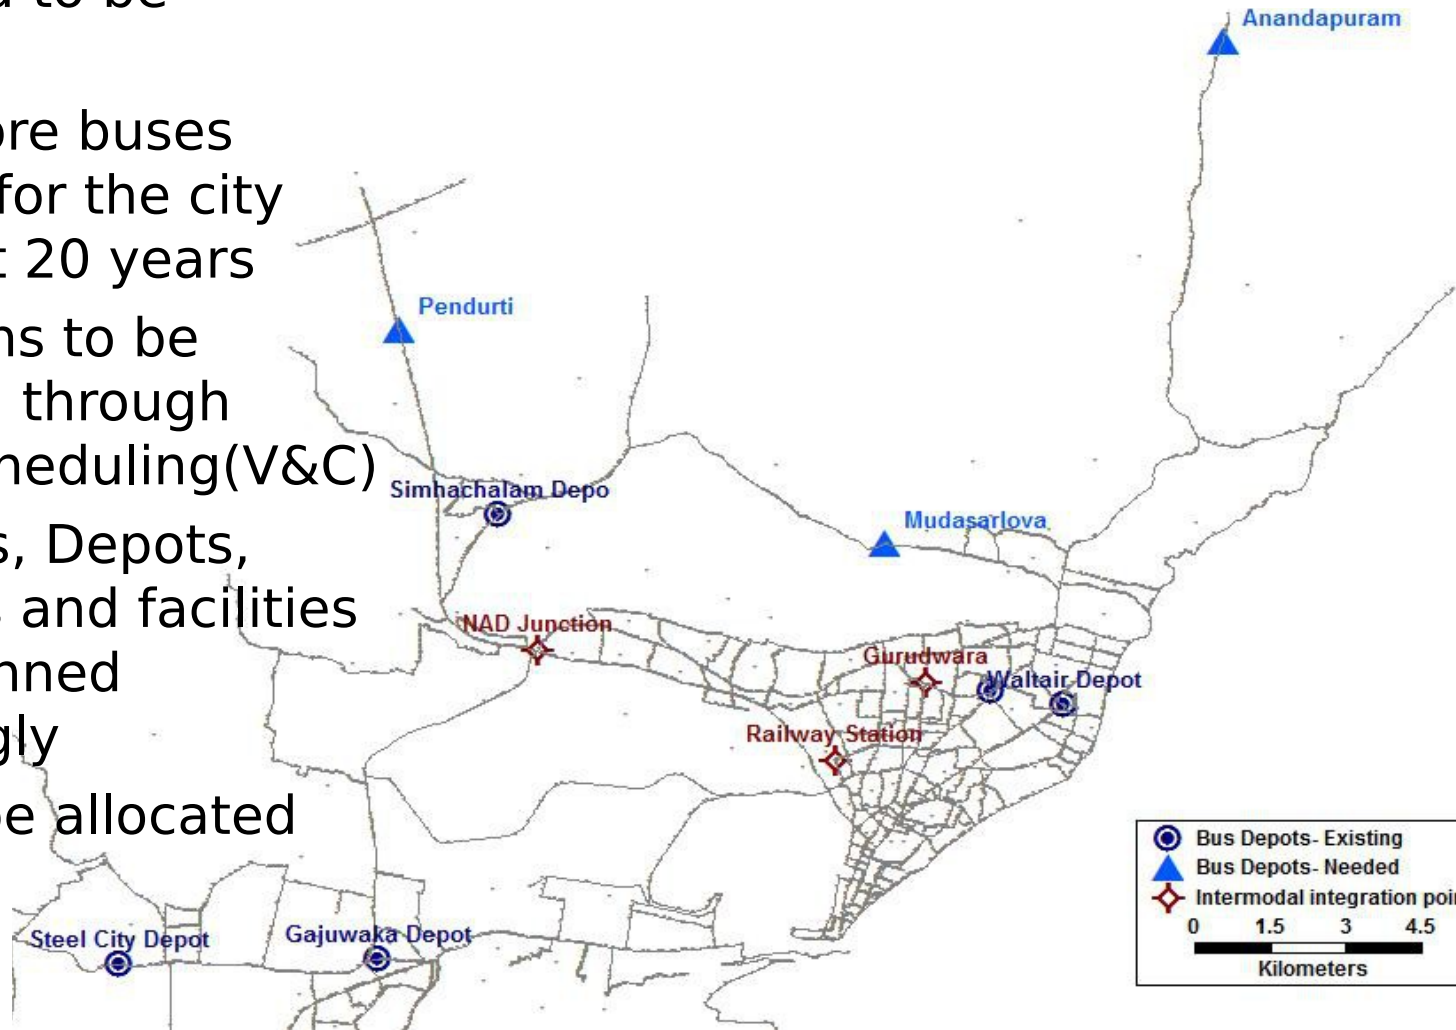 to be
ore buses
for the city
t 20 years
ns to be
through
heduling(V&C)
s, Depots,
s and facilities
nned
gly
be allocated
Anandapuram
Pendurti
Simhachalam Depo
Mudasarlova
NAD Junction
Gurudwara
Waltair Depot
Railway Station
Steel City Depot
Gajuwaka Depot
Bus Depots- Existing
Bus Depots- Needed
Intermodal integration poi
0 1.5 3 4.5
Kilometers